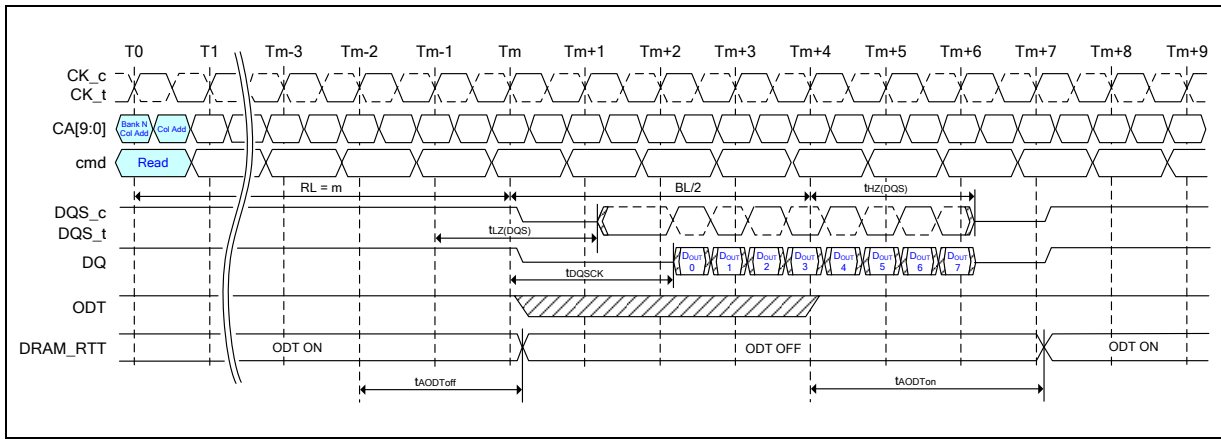 T0 T1 Tm-3 Tm-2 Tm-1 Tm Tm+1 Tm+2 Tm+3 Tm+4 Tm+5 Tm+6 Tm+7 Tm+8 Tm+9
CK_c
CK_t
CA[9:0] Bank N Col Add Col Add
cmd Read
RL = m BL/2 tHZ(DQS)
DQS_c
DQS_t
tLZ(DQS)
DQ DOUT 0 DOUT 1 DOUT 2 DOUT 3 DOUT 4 DOUT 5 DOUT 6 DOUT 7
tDQSCK
ODT
DRAM_RTT ODT ON ODT OFF ODT ON
tAODToff tAODTon